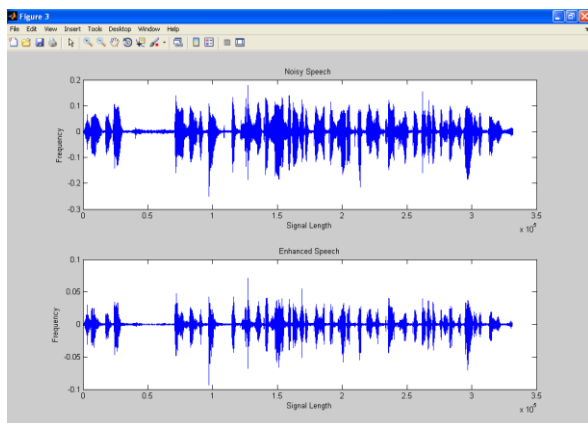 Figure 3
File Edit View Insert Tools Desktop Window Help
Noisy Speech
0.2
0.1
0
-0.1
-0.2
-0.3
Frequency
0 0.5 1 1.5 2 2.5 3 3.5
Signal Length
x 10^5
Enhanced Speech
0.1
0.05
0
-0.05
-0.1
Frequency
0 0.5 1 1.5 2 2.5 3 3.5
Signal Length
x 10^5